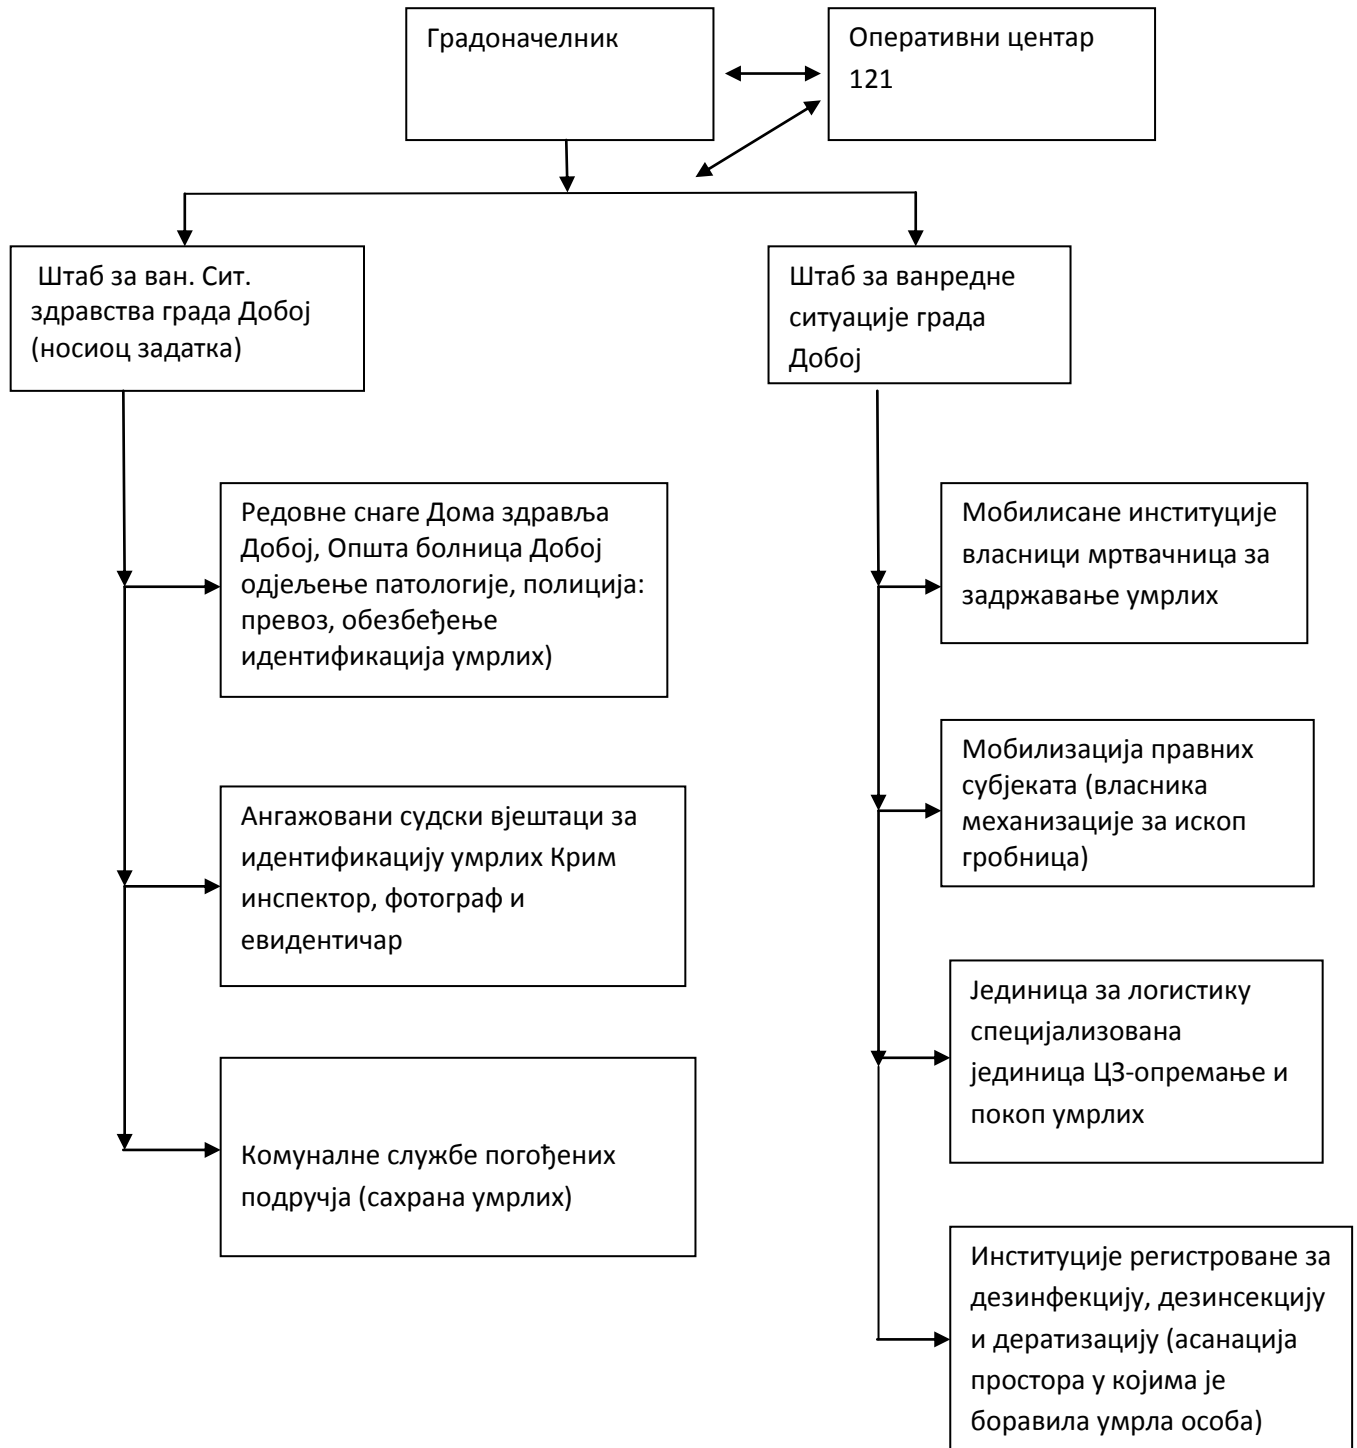 Градоначелник
Оперативни центар
121
Штаб за ван. Сит.
здравства града Добој
(носиоц задатка)
Штаб за ванредне
ситуације града
Добој
Редовне снаге Дома здравља
Добој, Општа болница Добој
одјељење патологије, полиција:
превоз, обезбеђење
идентификација умрлих)
Ангажовани судски вјештаци за
идентификацију умрлих Крим
инспектор, фотограф и
евидентичар
Комуналне службе погођених
подручја (сахрана умрлих)
Мобилисане институције
власници мртвачница за
задржавање умрлих
Мобилизација правних
субјеката (власника
механизације за ископ
гробница)
Јединица за логистику
специјализована
јединица ЦЗ-опремање и
покоп умрлих
Институције регистроване за
дезинфекцију, дезинсекцију
и дератизацију (асанација
простора у којима је
боравила умрла особа)